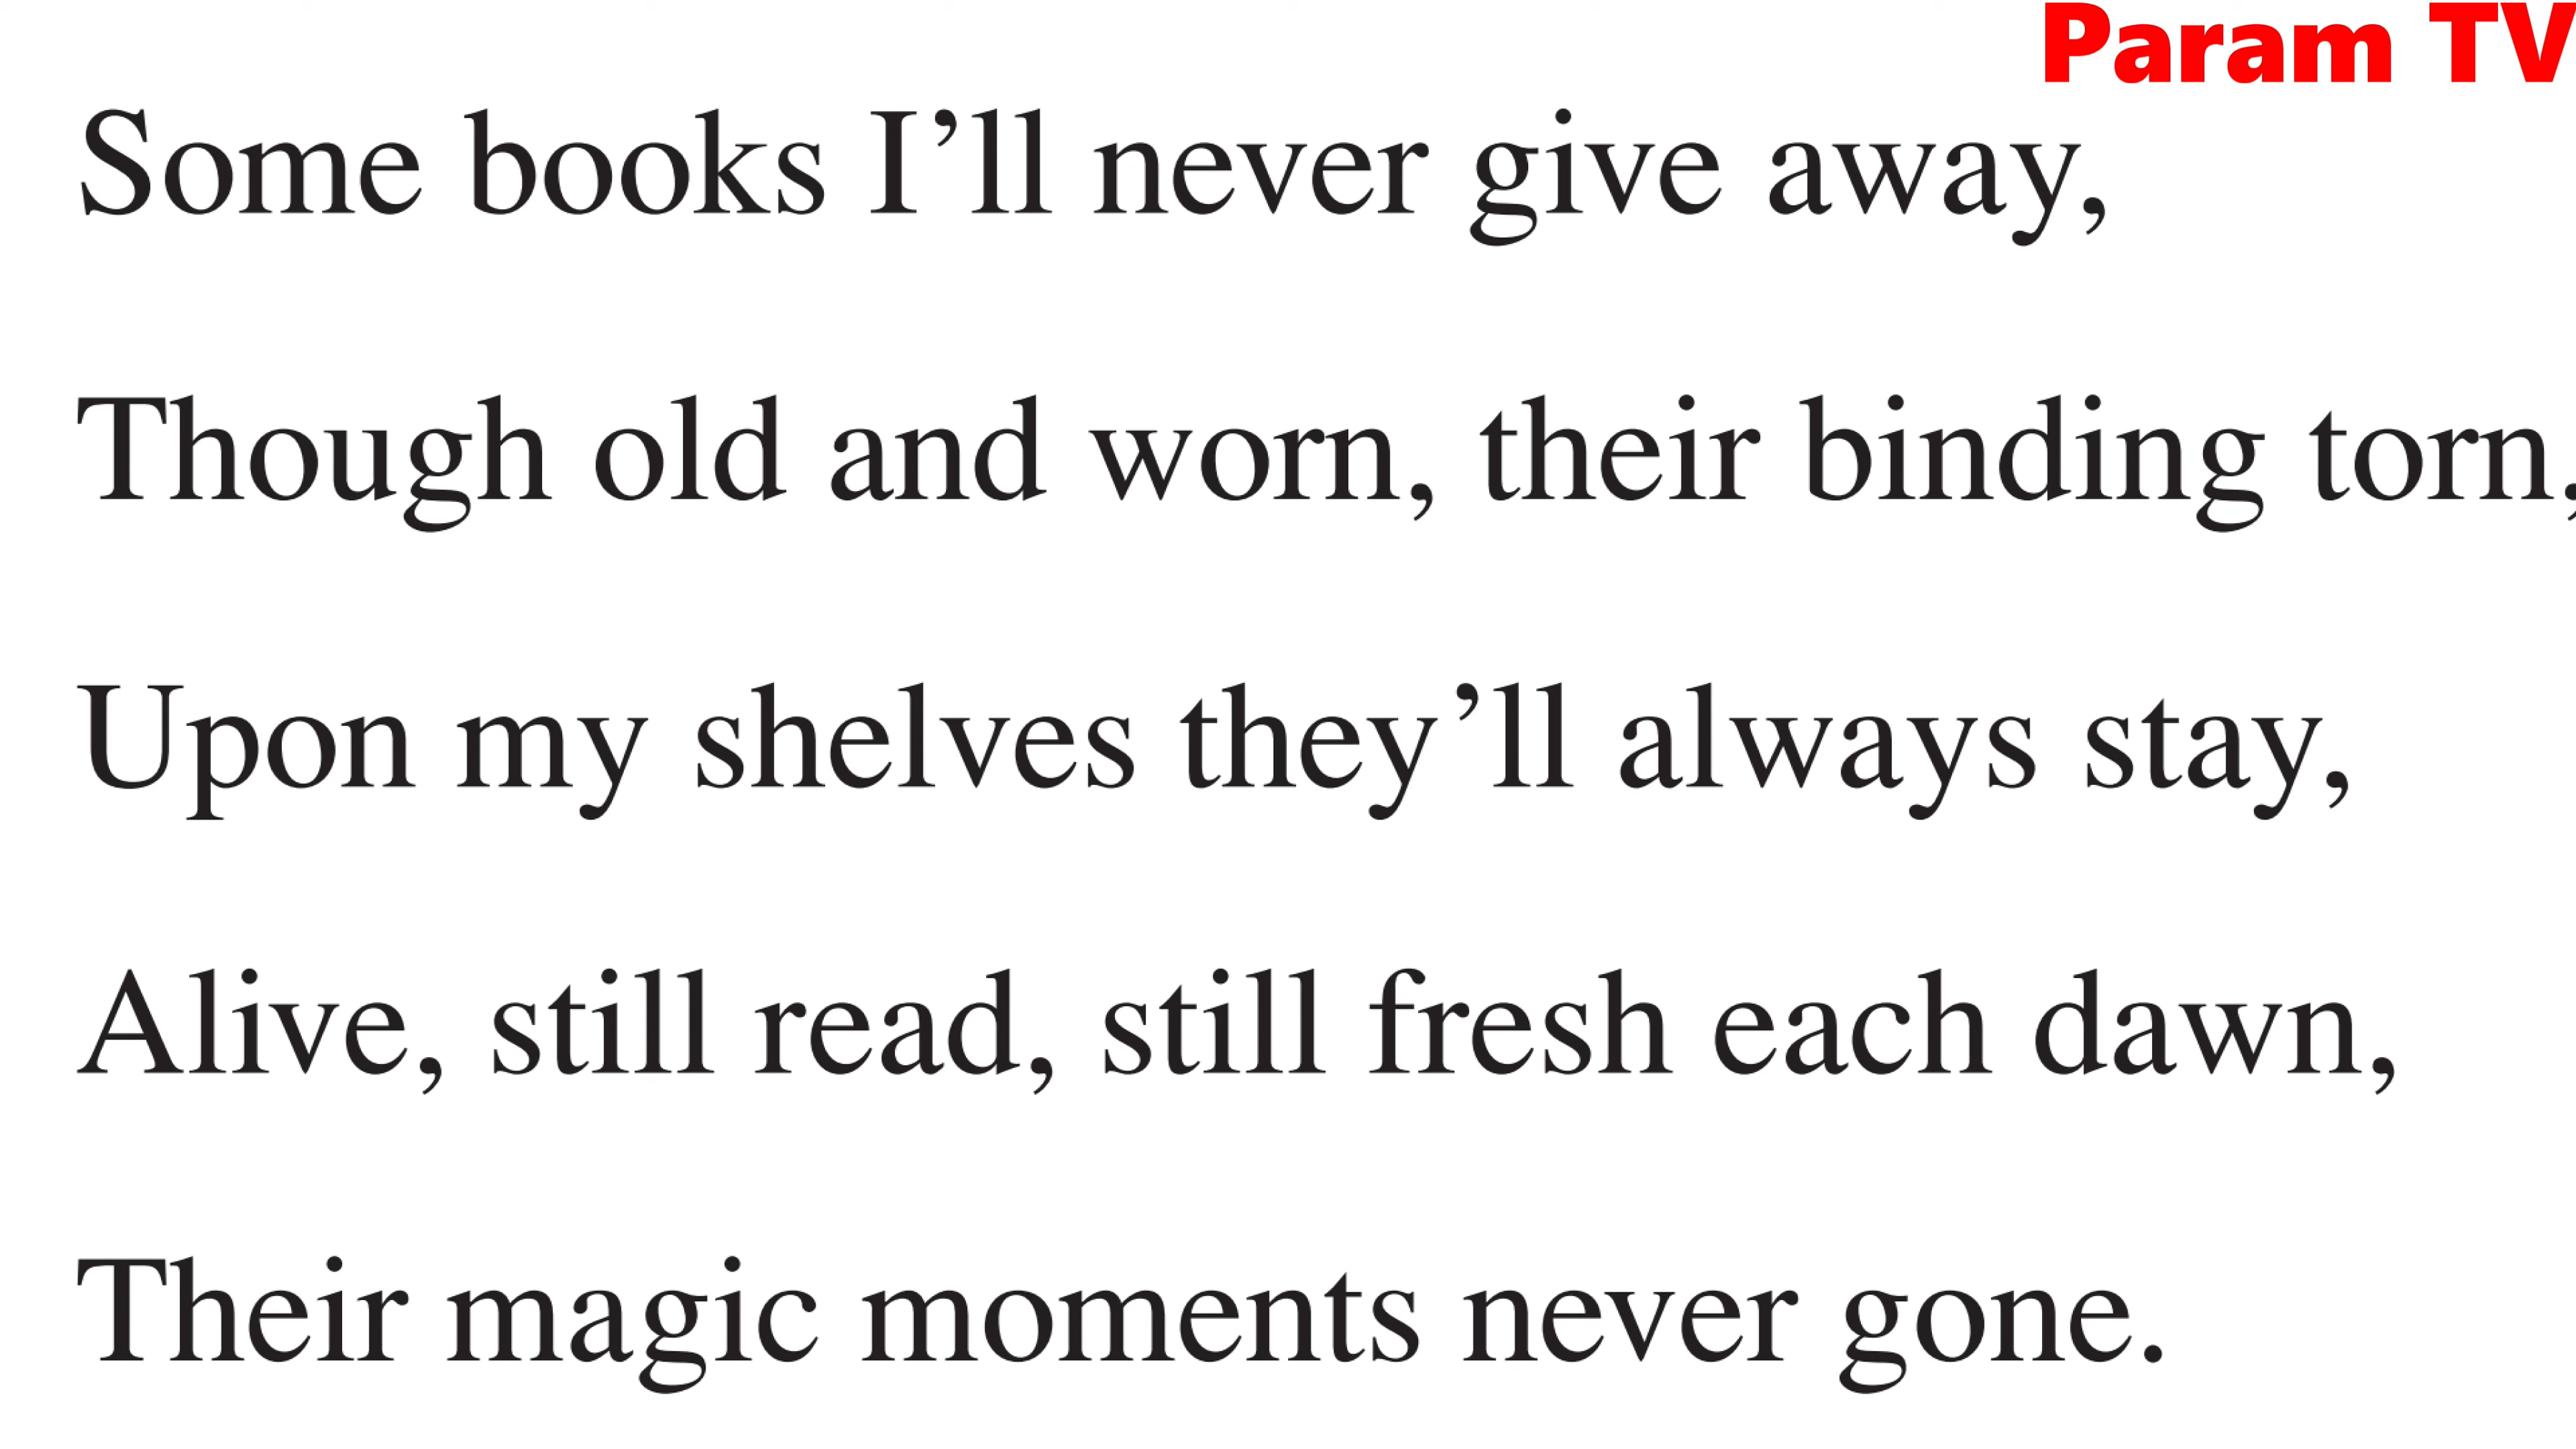 Param TV
Some books I’ll never give away,
Though old and worn, their binding torn,
Upon my shelves they’ll always stay,
Alive, still read, still fresh each dawn,
Their magic moments never gone.